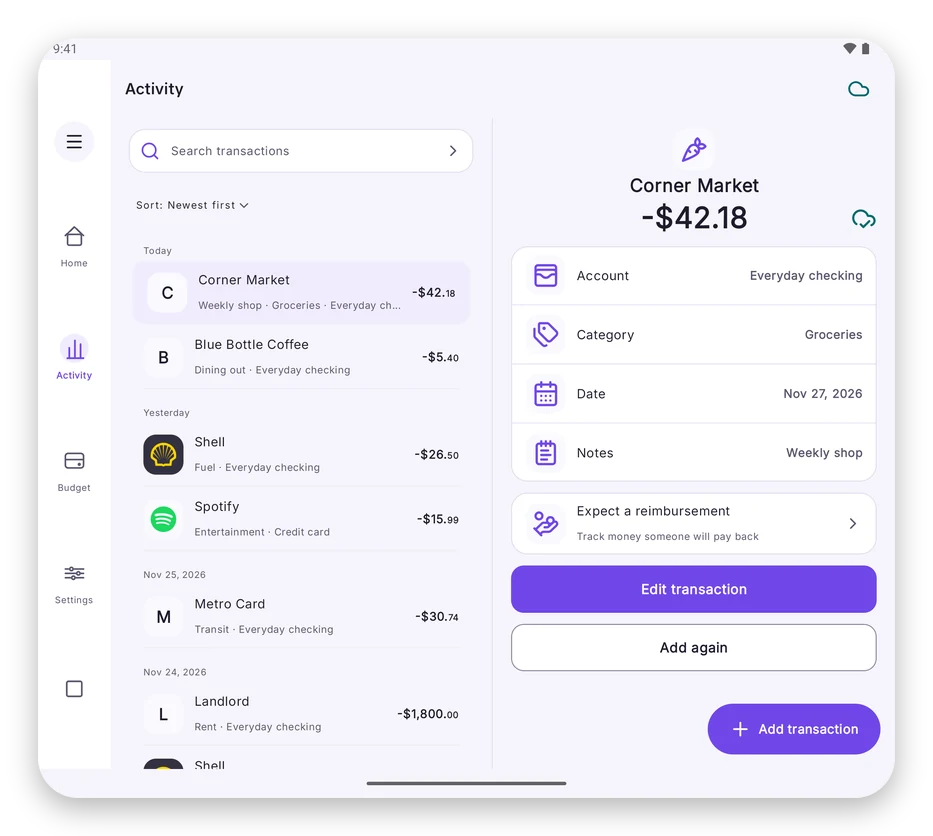 9:41
Activity
Search transactions
Sort: Newest first
Today
C
Corner Market
Weekly shop · Groceries · Everyday ch...
-$42.18
B
Blue Bottle Coffee
Dining out · Everyday checking
-$5.40
Yesterday
Shell
Fuel · Everyday checking
-$26.50
Spotify
Entertainment · Credit card
-$15.99
Nov 25, 2026
M
Metro Card
Transit · Everyday checking
-$30.74
Nov 24, 2026
L
Landlord
Rent · Everyday checking
-$1,800.00
Shell
Home
Activity
Budget
Settings
Corner Market
-$42.18
Account
Everyday checking
Category
Groceries
Date
Nov 27, 2026
Notes
Weekly shop
Expect a reimbursement
Track money someone will pay back
Edit transaction
Add again
Add transaction